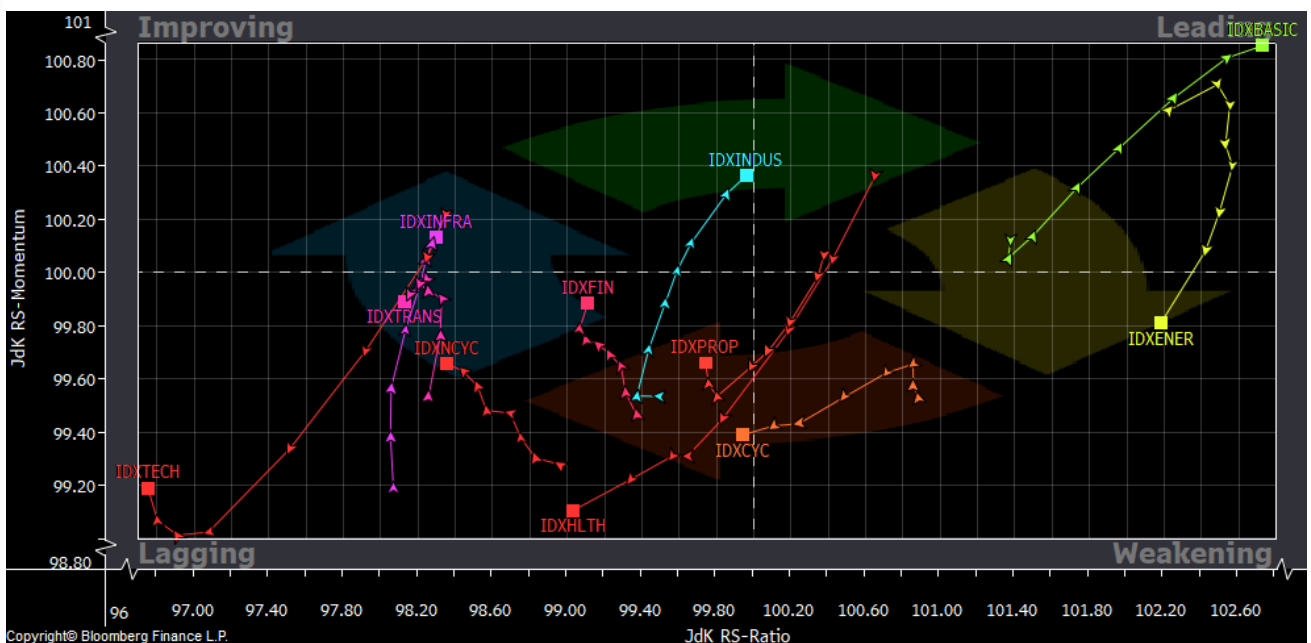 101
Improving
Leading
IDXBASIC
100.80
100.60
100.40
IDXINDUS
100.20
IDXINFRA
100.00
IDXFIN
IDXTRANS
99.80
IDXNCYC
IDXPROP
IDXENER
99.60
99.40
IDXCYC
IDXTECH
99.20
IDXHLTH
98.80
Lagging
Weakening
JdK RS-Momentum
96
97.00
97.40
97.80
98.20
98.60
99.00
99.40
99.80
100.20
100.60
101.00
101.40
101.80
102.20
102.60
Copyright© Bloomberg Finance L.P.
JdK RS-Ratio